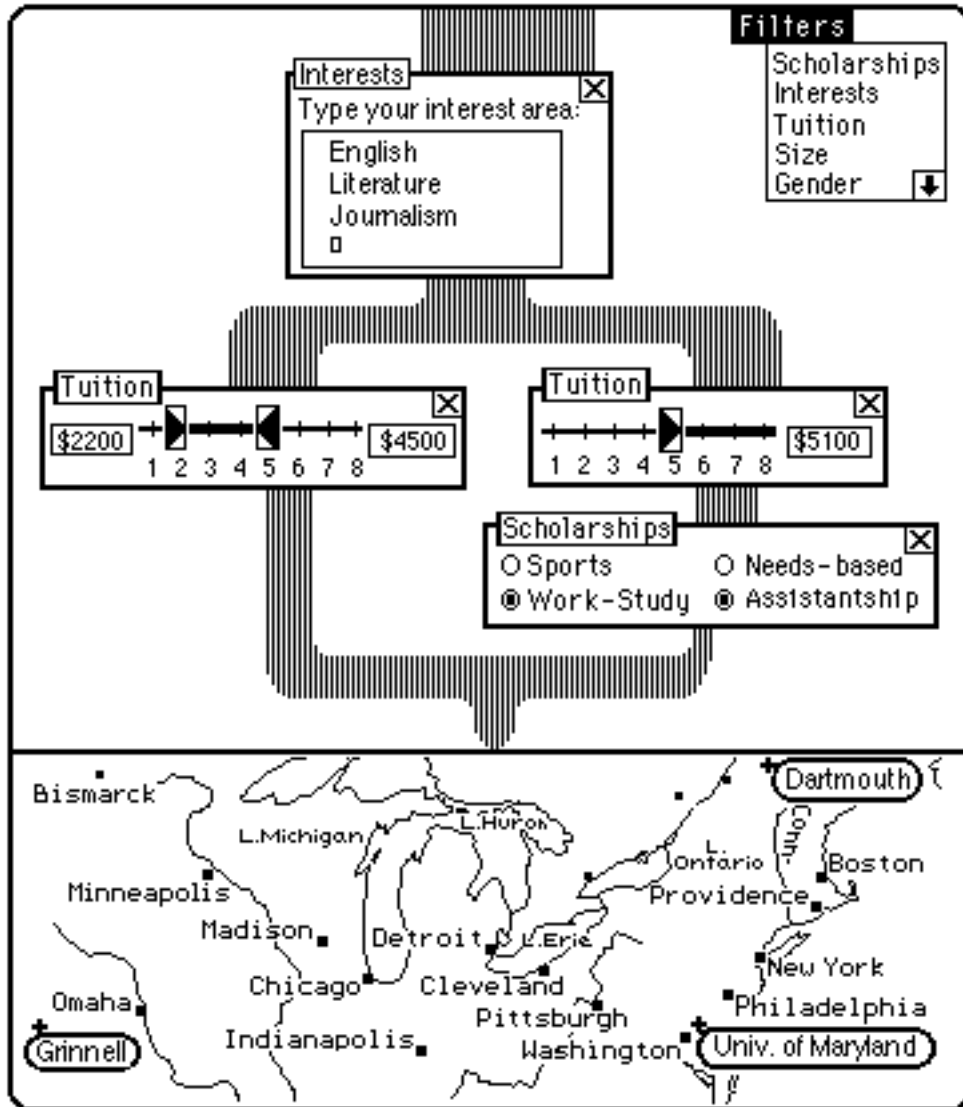 Filters
Scholarships
Interests
Tuition
Size
Gender
Interests
Type your interest area:
English
Literature
Journalism
Tuition
$2200
$4500
1 2 3 4 5 6 7 8
Tuition
$5100
1 2 3 4 5 6 7 8
Scholarships
Sports
Needs-based
Work-Study
Assistantship
Bismarck
Dartmouth
L.Michigan
L.Huron
Conn.
L.
Ontario
Boston
Minneapolis
Providence
Madison
Detroit
L.Erie
New York
Chicago
Cleveland
Omaha
Pittsburgh
Philadelphia
Grinnell
Indianapolis
Washington
Univ. of Maryland